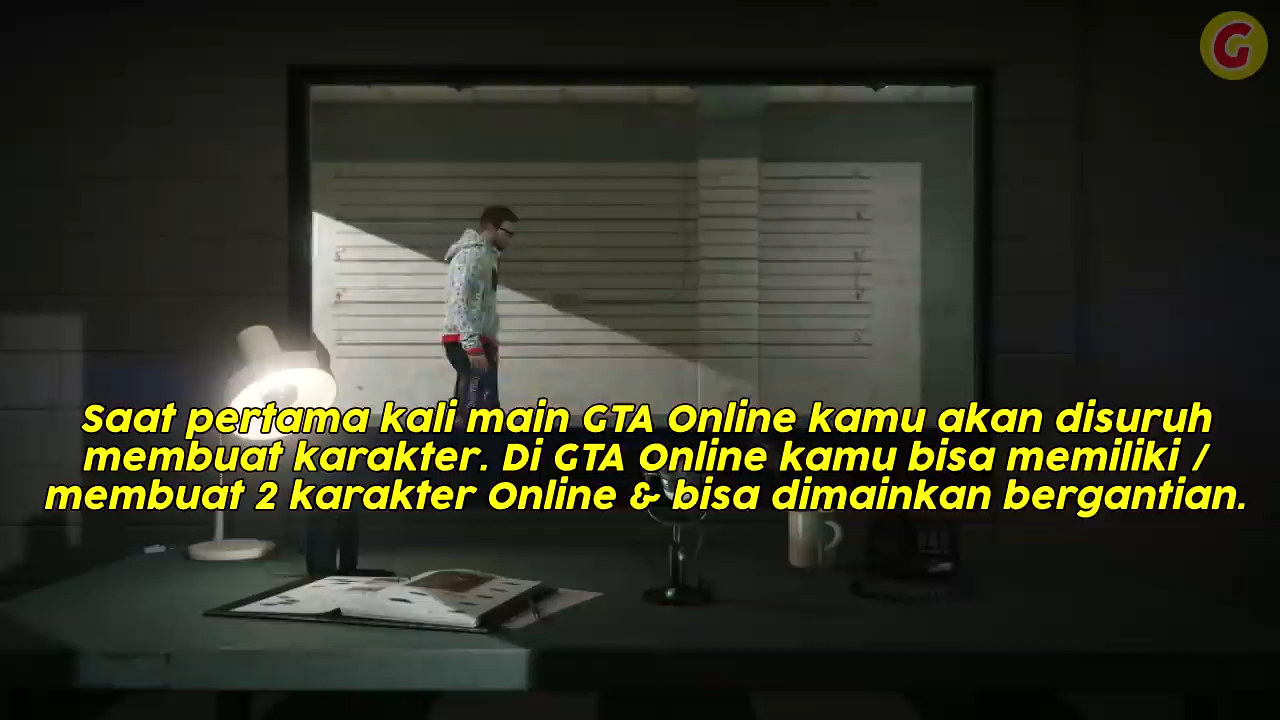 G
Saat pertama kali main GTA Online kamu akan disuruh
membuat karakter. Di GTA Online kamu bisa memiliki /
membuat 2 karakter Online & bisa dimainkan bergantian.